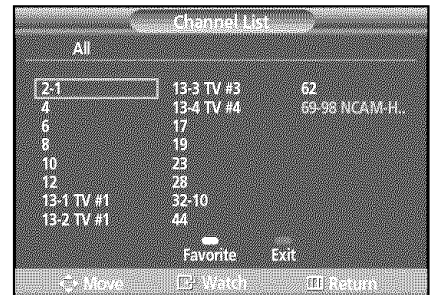 Channel List
All
2-1
4
6
8
10
12
13-1 TV #1
13-2 TV #1
13-3 TV #3
13-4 TV #4
17
19
23
28
32-10
44
62
69-98 NCAM-H..
Favorite Exit
Move Watch Return